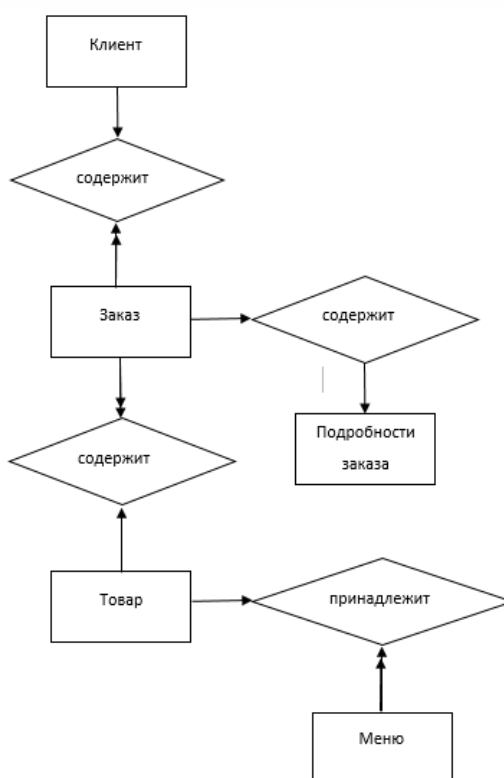 Клиент
содержит
Заказ
содержит
Подробности
заказа
содержит
Товар
принадлежит
Меню